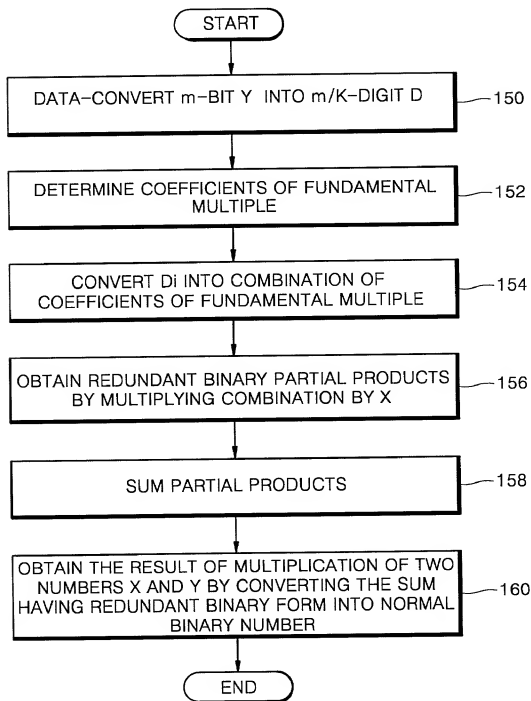 START
DATA-CONVERT m-BIT Y INTO m/K-DIGIT D
150
DETERMINE COEFFICIENTS OF FUNDAMENTAL
MULTIPLE
152
CONVERT Di INTO COMBINATION OF
COEFFICIENTS OF FUNDAMENTAL MULTIPLE
154
OBTAIN REDUNDANT BINARY PARTIAL PRODUCTS
BY MULTIPLYING COMBINATION BY X
156
SUM PARTIAL PRODUCTS
158
OBTAIN THE RESULT OF MULTIPLICATION OF TWO
NUMBERS X AND Y BY CONVERTING THE SUM
HAVING REDUNDANT BINARY FORM INTO NORMAL
BINARY NUMBER
160
END